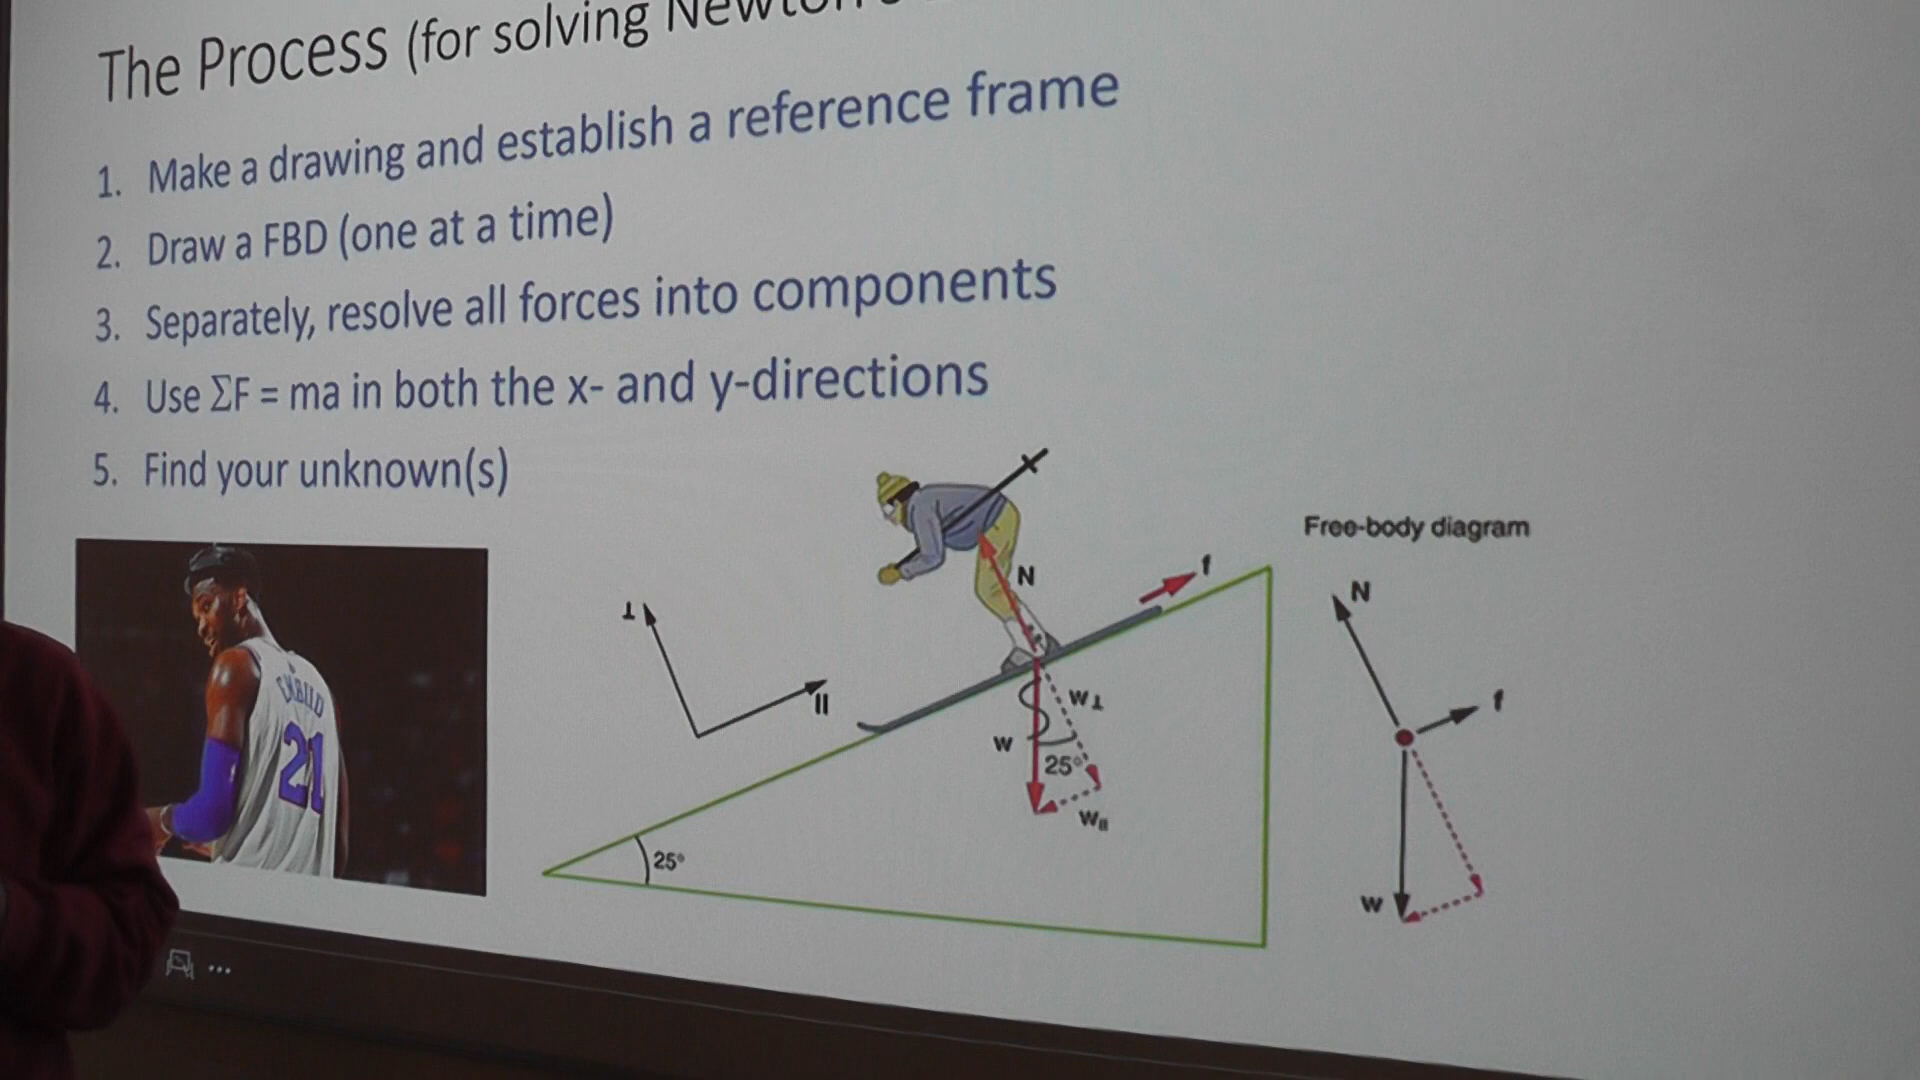 The Process (for solving
1. Make a drawing and establish a reference frame
2. Draw a FBD (one at a time)
3. Separately, resolve all forces into components
4. Use ΣF = ma in both the x- and y-directions
5. Find your unknown(s)
Free-body diagram
N
f
⊥
||
N
w⊥
w
25°
w||
25°
EMBIID
21
N
f
w